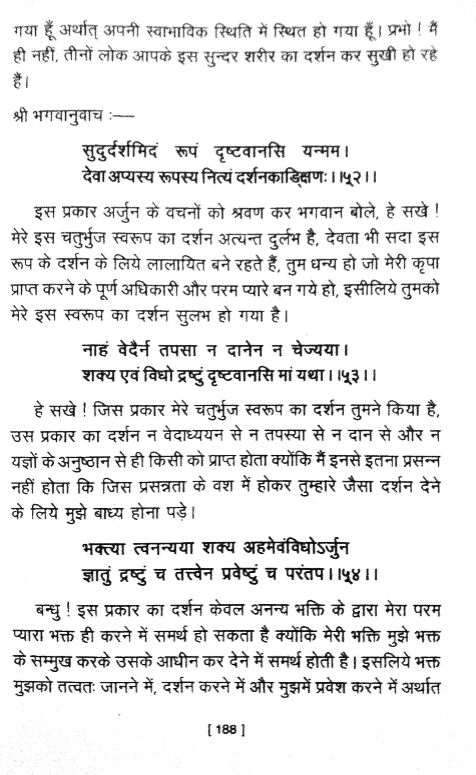 गया हूँ अर्थात् अपनी स्वाभाविक स्थिति में स्थित हो गया हूँ। प्रभो ! मैं
ही नहीं, तीनों लोक आपके इस सुन्दर शरीर का दर्शन कर सुखी हो रहे
हैं।
श्री भगवानुवाच :—
सुदुर्दर्शमिदं रूपं दृष्टवानसि यन्मम।
देवा अप्यस्य रूपस्य नित्यं दर्शनकाङि्क्षणः।।५२।।
इस प्रकार अर्जुन के वचनों को श्रवण कर भगवान बोले, हे सखे !
मेरे इस चतुर्भुज स्वरूप का दर्शन अत्यन्त दुर्लभ है, देवता भी सदा इस
रूप के दर्शन के लिये लालायित बने रहते हैं, तुम धन्य हो जो मेरी कृपा
प्राप्त करने के पूर्ण अधिकारी और परम प्यारे बन गये हो, इसीलिये तुमको
मेरे इस स्वरूप का दर्शन सुलभ हो गया है।
नाहं वेदैर्न तपसा न दानेन न चेज्यया।
शक्य एवं विधो द्रष्टुं दृष्टवानसि मां यथा।।५३।।
हे सखे ! जिस प्रकार मेरे चतुर्भुज स्वरूप का दर्शन तुमने किया है,
उस प्रकार का दर्शन न वेदाध्ययन से न तपस्या से न दान से और न
यज्ञों के अनुष्ठान से ही किसी को प्राप्त होता क्योंकि मैं इनसे इतना प्रसन्न
नहीं होता कि जिस प्रसन्नता के वश में होकर तुम्हारे जैसा दर्शन देने
के लिये मुझे बाध्य होना पड़े।
भक्त्या त्वनन्यया शक्य अहमेवंविधोऽर्जुन
ज्ञातुं द्रष्टुं च तत्त्वेन प्रवेष्टुं च परंतप।।५४।।
बन्धु ! इस प्रकार का दर्शन केवल अनन्य भक्ति के द्वारा मेरा परम
प्यारा भक्त ही करने में समर्थ हो सकता है क्योंकि मेरी भक्ति मुझे भक्त
के सम्मुख करके उसके आधीन कर देने में समर्थ होती है। इसलिये भक्त
मुझको तत्वतः जानने में, दर्शन करने में और मुझमें प्रवेश करने में अर्थात
[ 188 ]